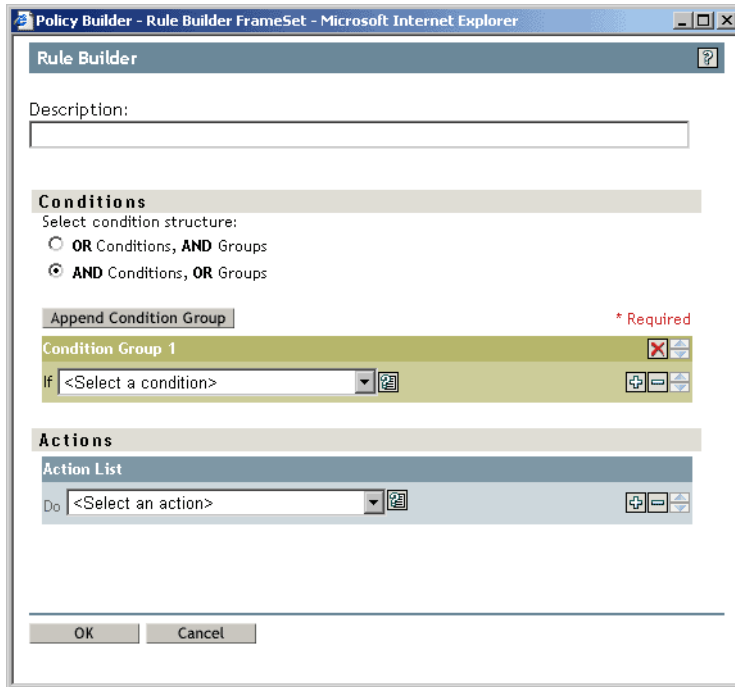 Policy Builder - Rule Builder FrameSet - Microsoft Internet Explorer
Rule Builder
Description:
Conditions
Select condition structure:
OR Conditions, AND Groups
AND Conditions, OR Groups
Append Condition Group
* Required
Condition Group 1
If <Select a condition>
Actions
Action List
Do <Select an action>
OK Cancel